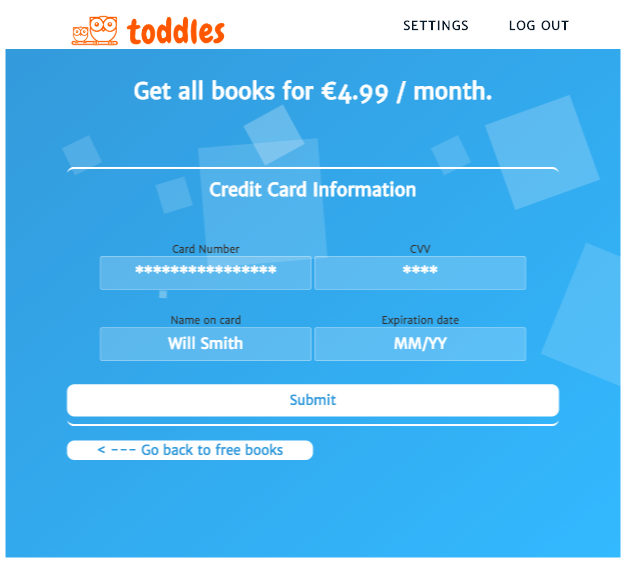 toddles
SETTINGS LOG OUT
Get all books for €4.99 / month.
Credit Card Information
Card Number CVV
**************** ****
Name on card Expiration date
Will Smith MM/YY
Submit
< --- Go back to free books